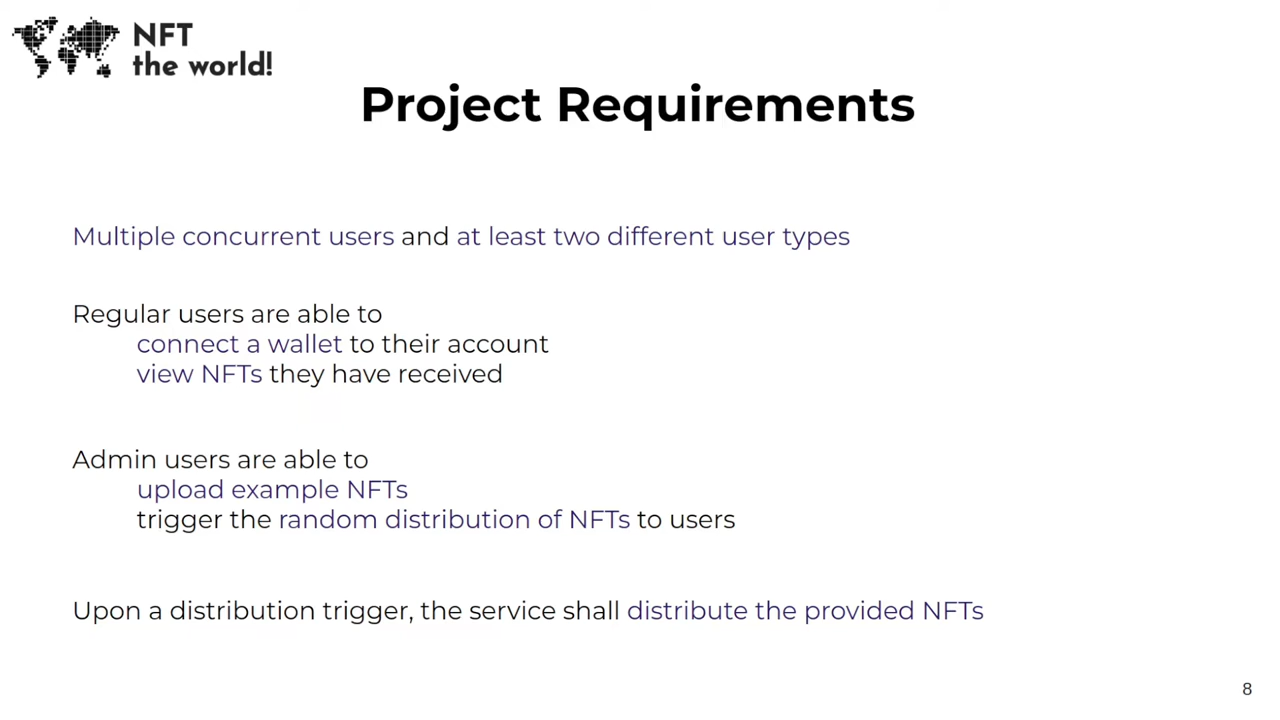 NFT
the world!
Project Requirements
Multiple concurrent users and at least two different user types
Regular users are able to
connect a wallet to their account
view NFTs they have received
Admin users are able to
upload example NFTs
trigger the random distribution of NFTs to users
Upon a distribution trigger, the service shall distribute the provided NFTs
8